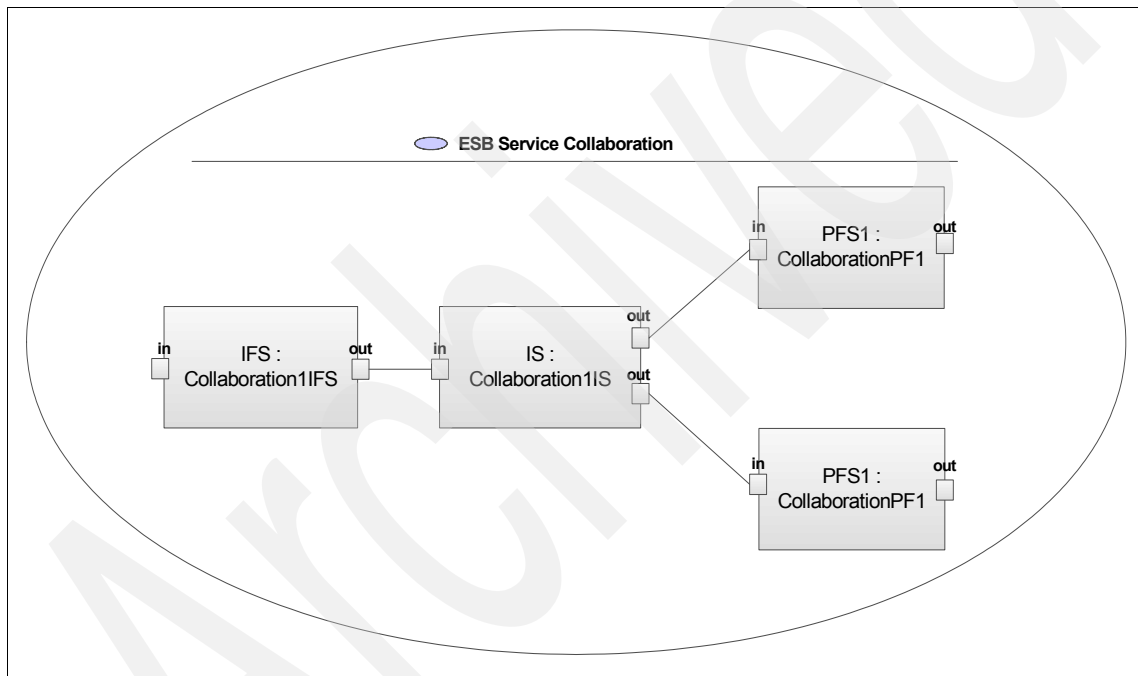 ESB Service Collaboration
in
PFS1 :
CollaborationPF1
out
in
IFS :
Collaboration1IFS
out
in
IS :
Collaboration1IS
out
out
in
PFS1 :
CollaborationPF1
out
Archived